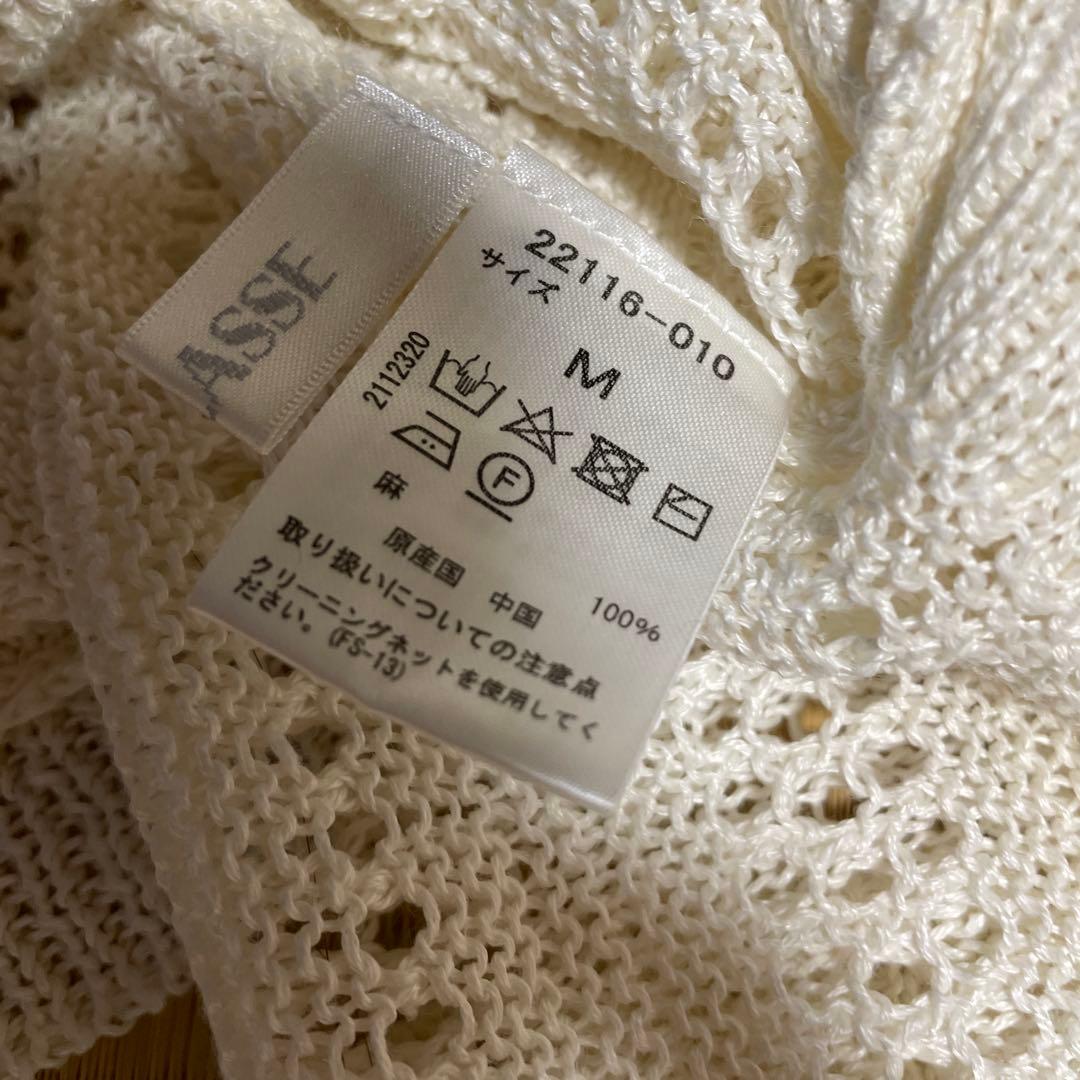 ASSE
22116-010
サイズ
M
2112320
F
麻 100%
原産国 中国
取り扱いについての注意点
クリーニングネットを使用してく
ださい。(FS-13)